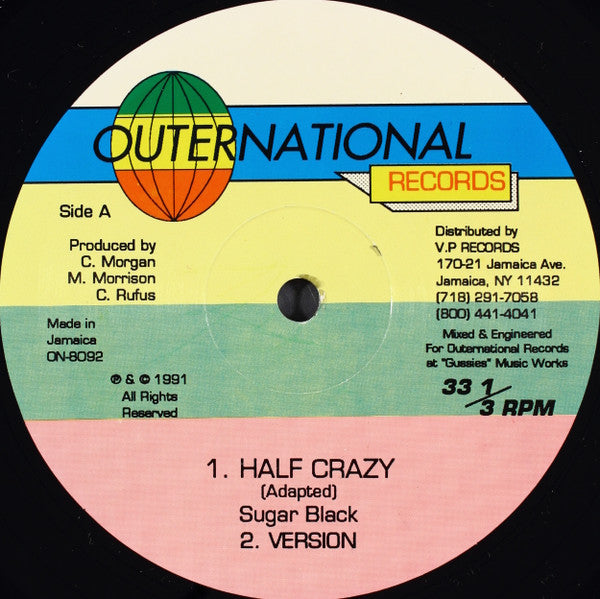 OUTERNATIONAL
RECORDS
Side A
Produced by
C. Morgan
M. Morrison
C. Rufus
Made in
Jamaica
ON-8092
℗ & © 1991
All Rights
Reserved
Distributed by
V.P RECORDS
170-21 Jamaica Ave.
Jamaica, NY 11432
(718) 291-7058
(800) 441-4041
Mixed & Engineered
For Outernational Records
at "Gussies" Music Works
33 1/3 RPM
1. HALF CRAZY
(Adapted)
Sugar Black
2. VERSION